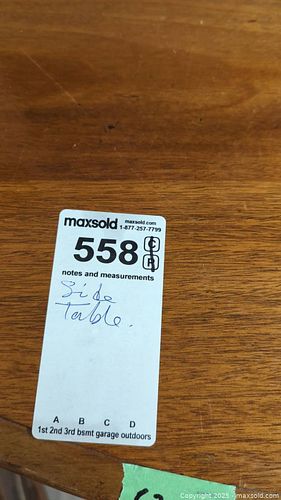 maxsold maxsold.com
1-877-257-7799
558 C
R
notes and measurements
Side
Table.
A B C D
1st 2nd 3rd bsmt garage outdoors
Copyright 2025 - maxsold.com